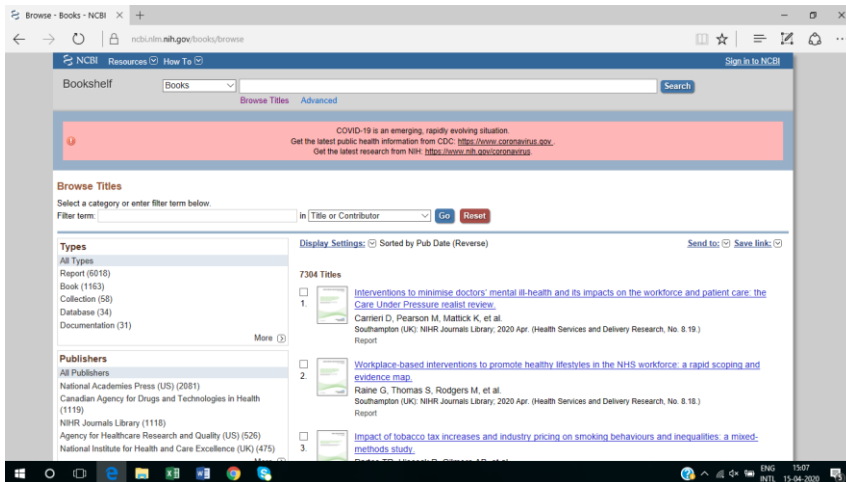 Browse - Books - NCBI
ncbi.nlm.nih.gov/books/browse
NCBI Resources How To Sign in to NCBI
Bookshelf Books Search
Browse Titles Advanced
COVID-19 is an emerging, rapidly evolving situation.
Get the latest public health information from CDC: https://www.coronavirus.gov .
Get the latest research from NIH: https://www.nih.gov/coronavirus.
Browse Titles
Select a category or enter filter term below.
Filter term: in Title or Contributor Go Reset
Types
All Types
Report (6018)
Book (1163)
Collection (58)
Database (34)
Documentation (31)
More
Publishers
All Publishers
National Academies Press (US) (2081)
Canadian Agency for Drugs and Technologies in Health
(1119)
NIHR Journals Library (1118)
Agency for Healthcare Research and Quality (US) (526)
National Institute for Health and Care Excellence (UK) (475)
Display Settings: Sorted by Pub Date (Reverse) Send to: Save link:
7304 Titles
1.
Interventions to minimise doctors' mental ill-health and its impacts on the workforce and patient care: the
Care Under Pressure realist review.
Carrieri D, Pearson M, Mattick K, et al.
Southampton (UK): NIHR Journals Library; 2020 Apr. (Health Services and Delivery Research, No. 8.19.)
Report
2.
Workplace-based interventions to promote healthy lifestyles in the NHS workforce: a rapid scoping and
evidence map.
Raine G, Thomas S, Rodgers M, et al.
Southampton (UK): NIHR Journals Library; 2020 Apr. (Health Services and Delivery Research, No. 8.18.)
Report
3.
Impact of tobacco tax increases and industry pricing on smoking behaviours and inequalities: a mixed-
methods study.
ENG 15:07
INTL 15-04-2020